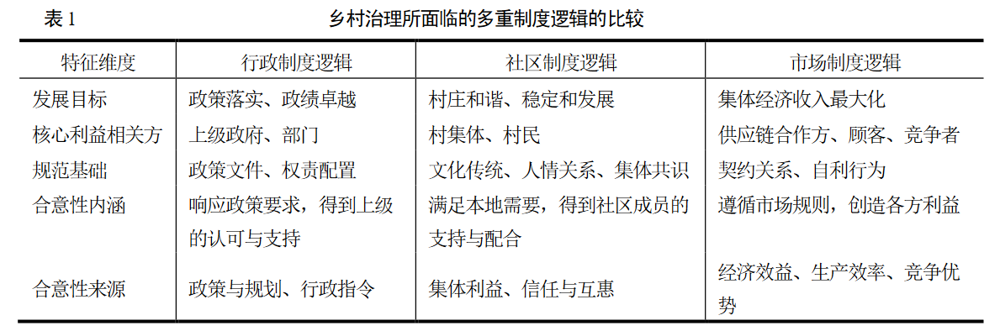 表 1 乡村治理所面临的多重制度逻辑的比较
特征维度 行政制度逻辑 社区制度逻辑 市场制度逻辑
发展目标 政策落实、政绩卓越 村庄和谐、稳定和发展 集体经济收入最大化
核心利益相关方 上级政府、部门 村集体、村民 供应链合作方、顾客、竞争者
规范基础 政策文件、权责配置 文化传统、人情关系、集体共识 契约关系、自利行为
合意性内涵 响应政策要求，得到上级 满足本地需要，得到社区成员的 遵循市场规则，创造各方利益
的认可与支持 支持与配合
经济效益、生产效率、竞争优
合意性来源 政策与规划、行政指令 集体利益、信任与互惠
势